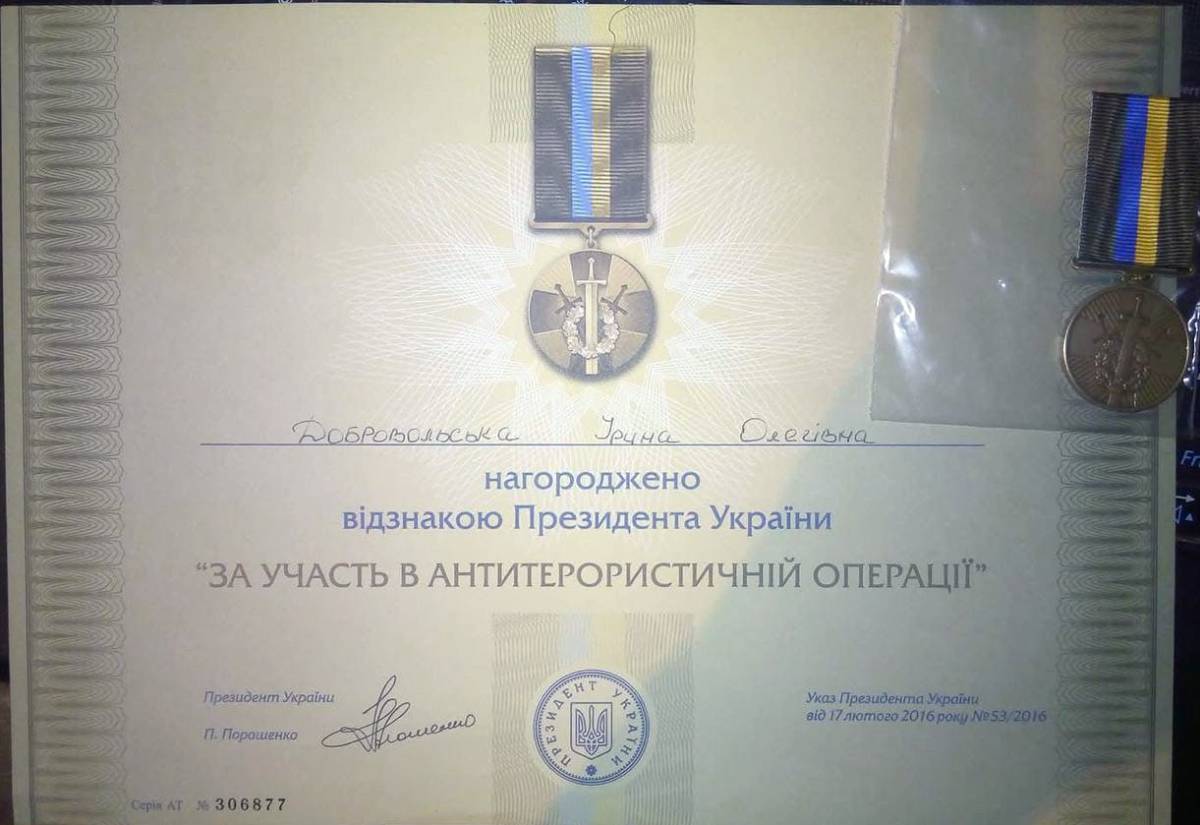 Добровольська Ірина Олегівна
нагороджено
відзнакою Президента України
“ЗА УЧАСТЬ В АНТИТЕРОРИСТИЧНІЙ ОПЕРАЦІЇ”
Президент України
П. Порошенко
ПРЕЗИДЕНТ УКРАЇНИ
Указ Президента України
від 17 лютого 2016 року №53/2016
Серія АТ № 306877